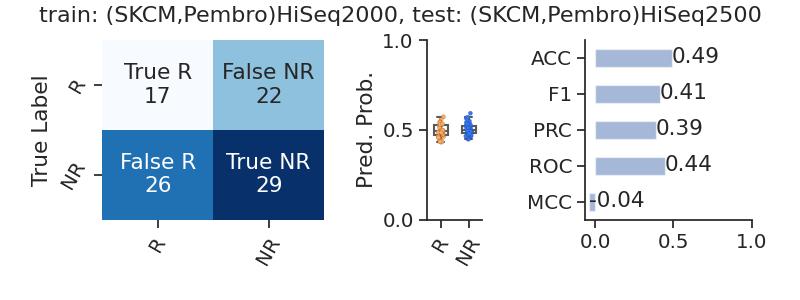 train: (SKCM,Pembro)HiSeq2000, test: (SKCM,Pembro)HiSeq2500
True Label
R
NR
True R
17
False NR
22
False R
26
True NR
29
R
NR
Pred. Prob.
1.0
0.5
0.0
R
NR
ACC
0.49
F1
0.41
PRC
0.39
ROC
0.44
MCC
-0.04
0.0
0.5
1.0